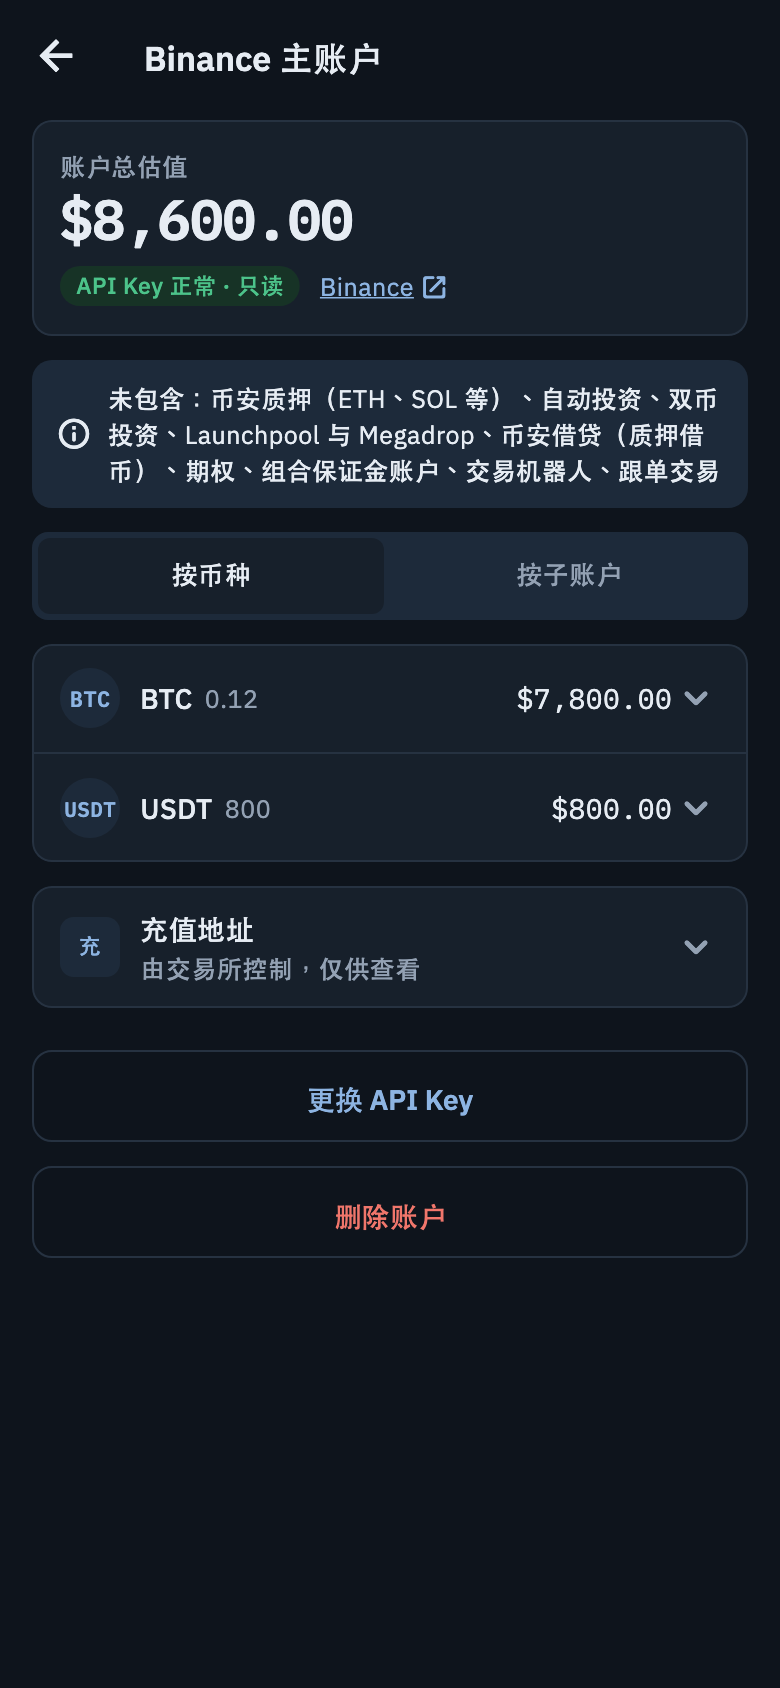 Binance 主账户
账户总估值
$8,600.00
API Key 正常 · 只读 Binance
未包含：币安质押（ETH、SOL 等）、自动投资、双币
投资、Launchpool 与 Megadrop、币安借贷（质押借
币）、期权、组合保证金账户、交易机器人、跟单交易
按币种 按子账户
BTC BTC 0.12 $7,800.00
USDT USDT 800 $800.00
充 充值地址
由交易所控制，仅供查看
更换 API Key
删除账户